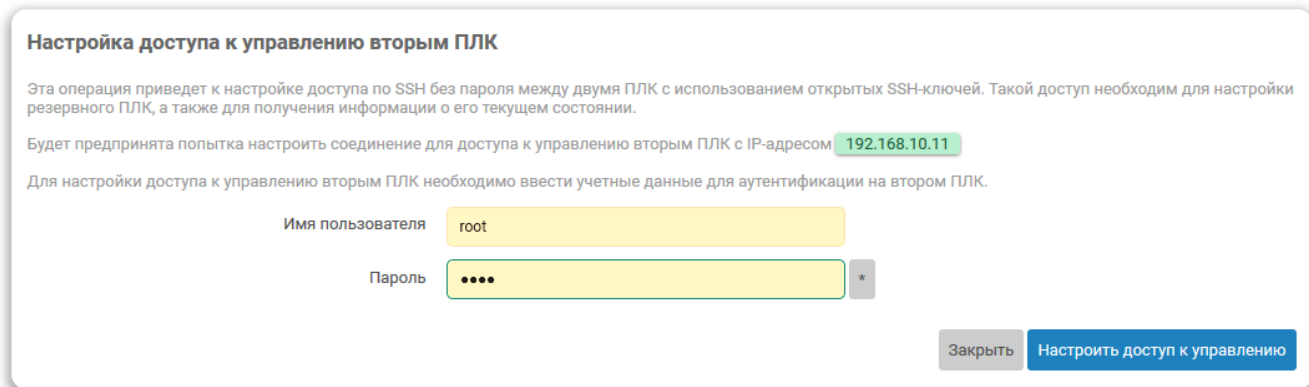 Настройка доступа к управлению вторым ПЛК
Эта операция приведет к настройке доступа по SSH без пароля между двумя ПЛК с использованием открытых SSH-ключей. Такой доступ необходим для настройки
резервного ПЛК, а также для получения информации о его текущем состоянии.
Будет предпринята попытка настроить соединение для доступа к управлению вторым ПЛК с IP-адресом 192.168.10.11
Для настройки доступа к управлению вторым ПЛК необходимо ввести учетные данные для аутентификации на втором ПЛК.
Имя пользователя root
Пароль •••• *
Закрыть Настроить доступ к управлению